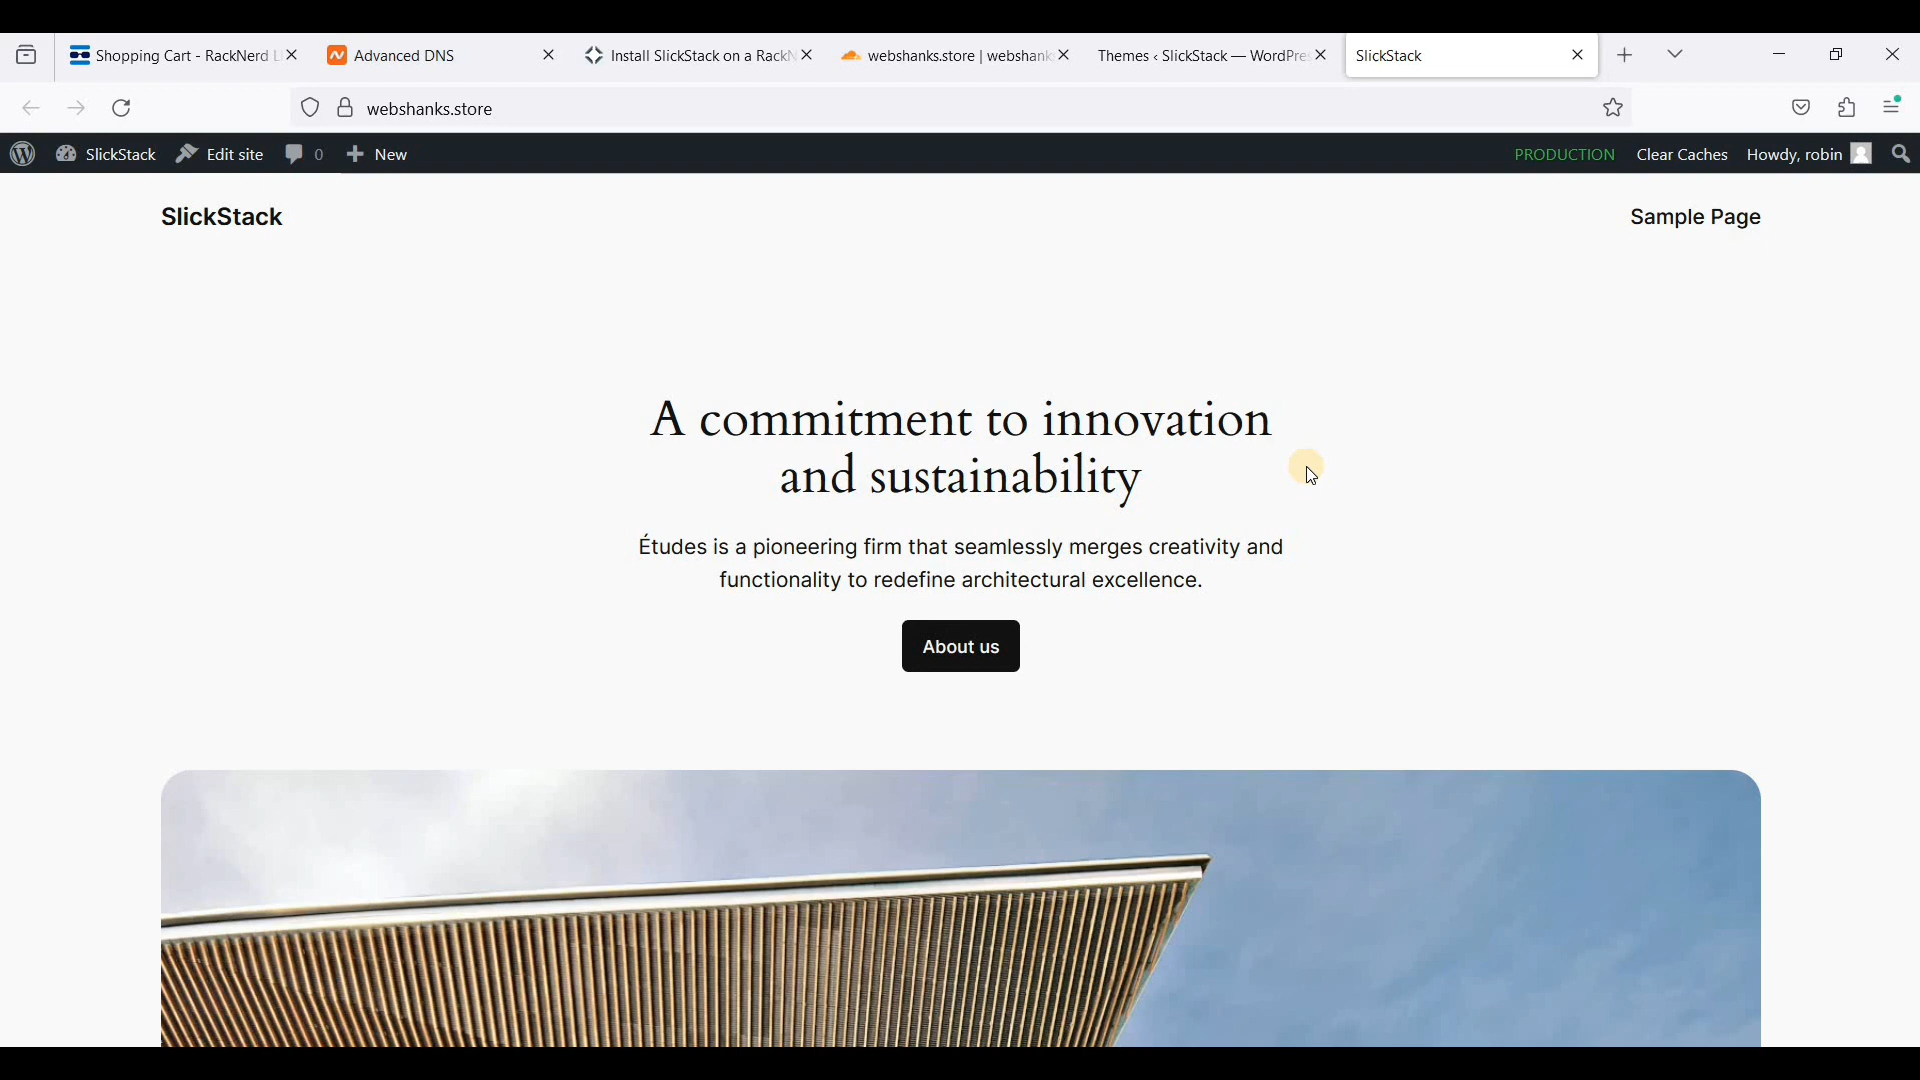 Shopping Cart - RackNerd L
Advanced DNS
Install SlickStack on a RackN
webshanks.store | webshank
Themes ‹ SlickStack — WordPres
SlickStack
webshanks.store
SlickStack
Edit site
0
New
PRODUCTION
Clear Caches
Howdy, robin
SlickStack
Sample Page
A commitment to innovation
and sustainability
Études is a pioneering firm that seamlessly merges creativity and
functionality to redefine architectural excellence.
About us